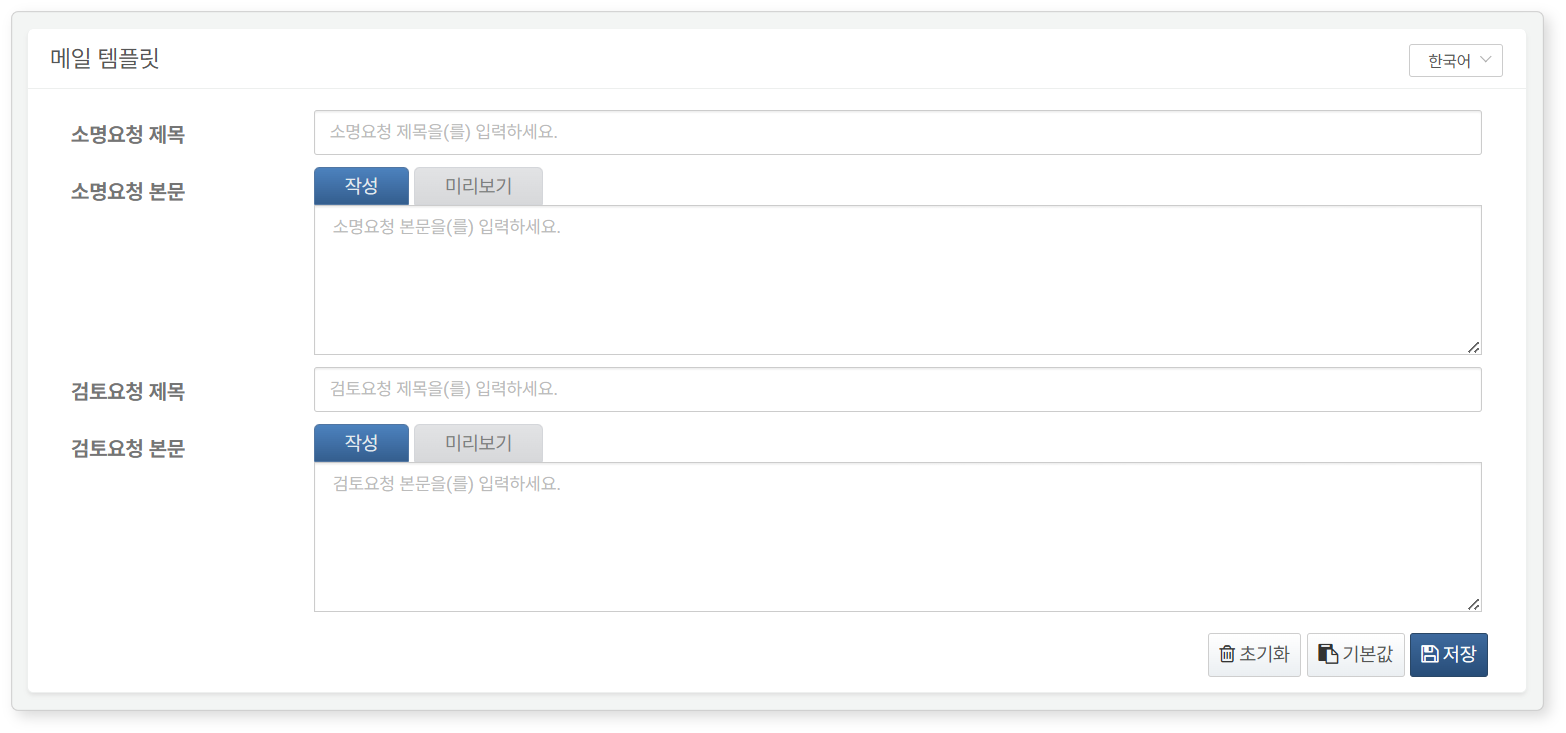 메일 템플릿
한국어
소명요청 제목
소명요청 제목을(를) 입력하세요.
소명요청 본문
작성
미리보기
소명요청 본문을(를) 입력하세요.
검토요청 제목
검토요청 제목을(를) 입력하세요.
검토요청 본문
작성
미리보기
검토요청 본문을(를) 입력하세요.
초기화
기본값
저장